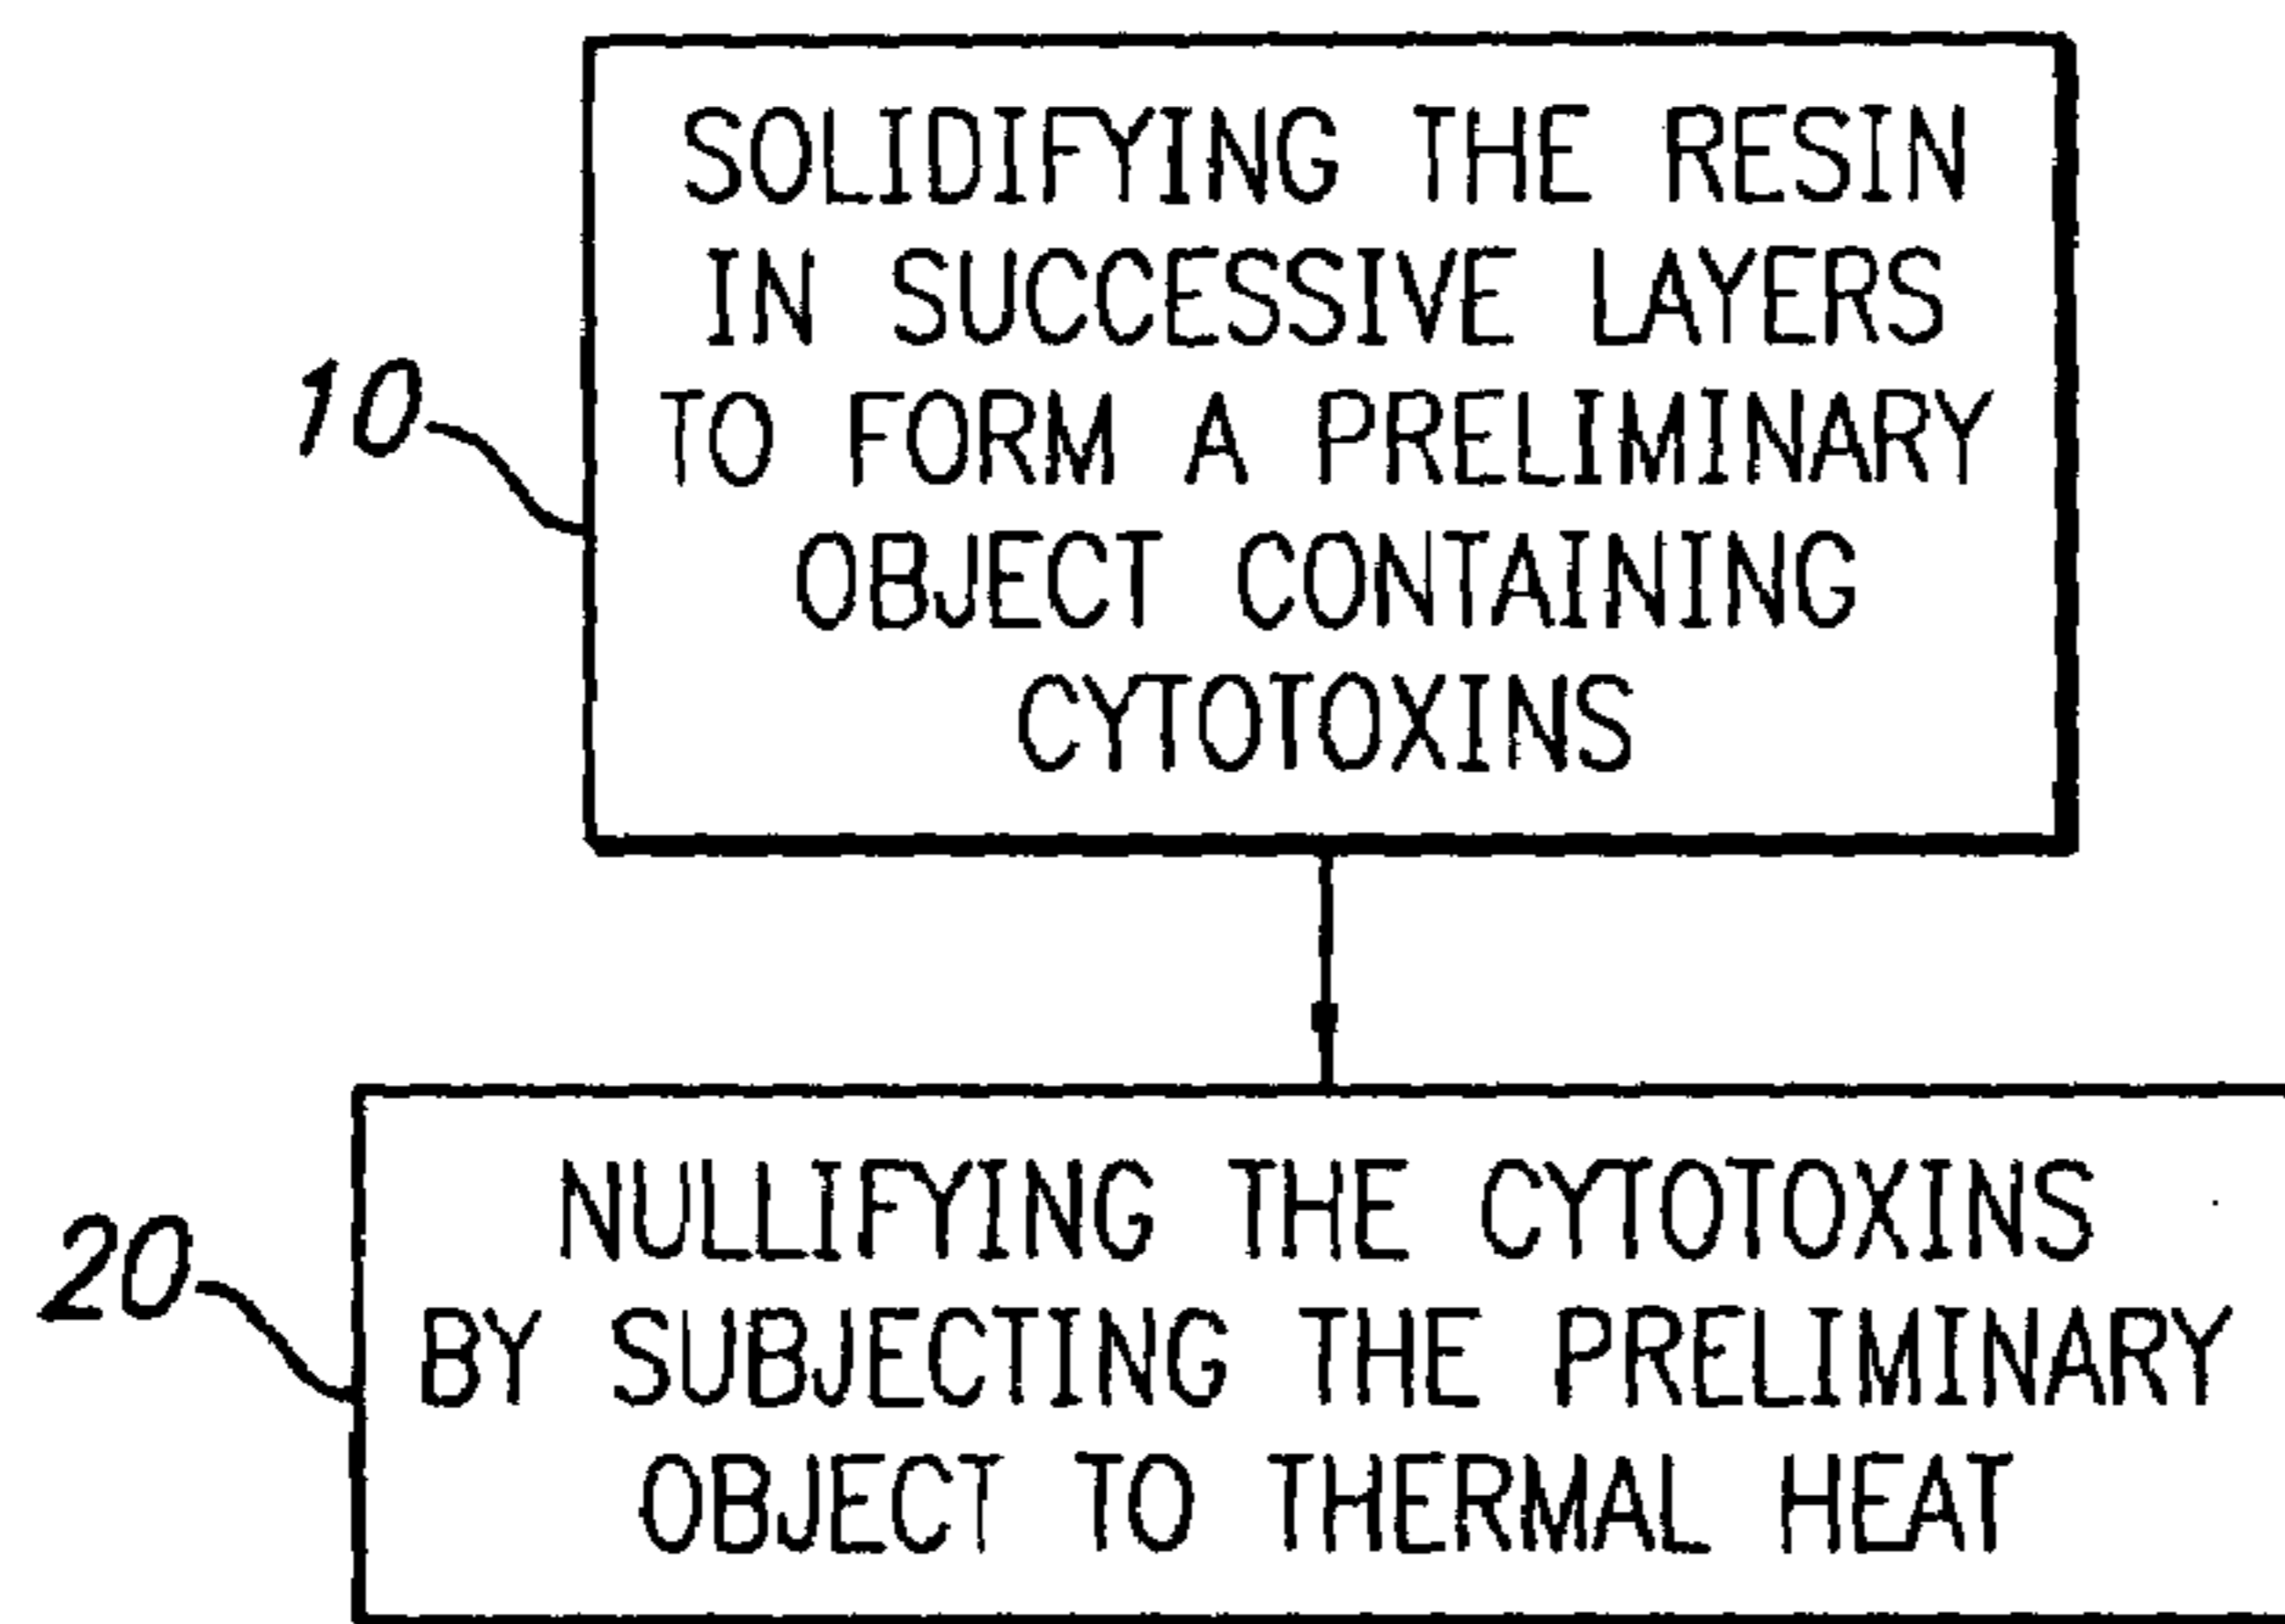 SOLIDIFYING THE RESIN
IN SUCCESSIVE LAYERS
10
TO FORM A PRELIMINARY
OBJECT CONTAINING
CYTOTOXINS
NULLIFYING THE CYTOTOXINS
20
BY SUBJECTING THE PRELIMINARY
OBJECT TO THERMAL HEAT